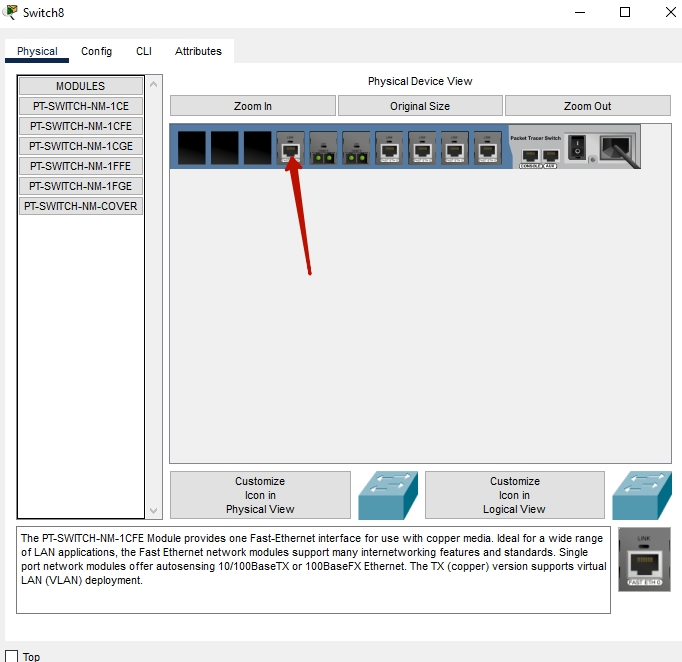 Switch8
Physical
Config
CLI
Attributes
MODULES
PT-SWITCH-NM-1CE
PT-SWITCH-NM-1CFE
PT-SWITCH-NM-1CGE
PT-SWITCH-NM-1FFE
PT-SWITCH-NM-1FGE
PT-SWITCH-NM-COVER
Physical Device View
Zoom In
Original Size
Zoom Out
Packet Tracer Switch
CONSOLE
AUX
Customize
Icon in
Physical View
Customize
Icon in
Logical View
The PT-SWITCH-NM-1CFE Module provides one Fast-Ethernet interface for use with copper media. Ideal for a wide range
of LAN applications, the Fast Ethernet network modules support many internetworking features and standards. Single
port network modules offer autosensing 10/100BaseTX or 100BaseFX Ethernet. The TX (copper) version supports virtual
LAN (VLAN) deployment.
LINK
FAST ETH 0
Top